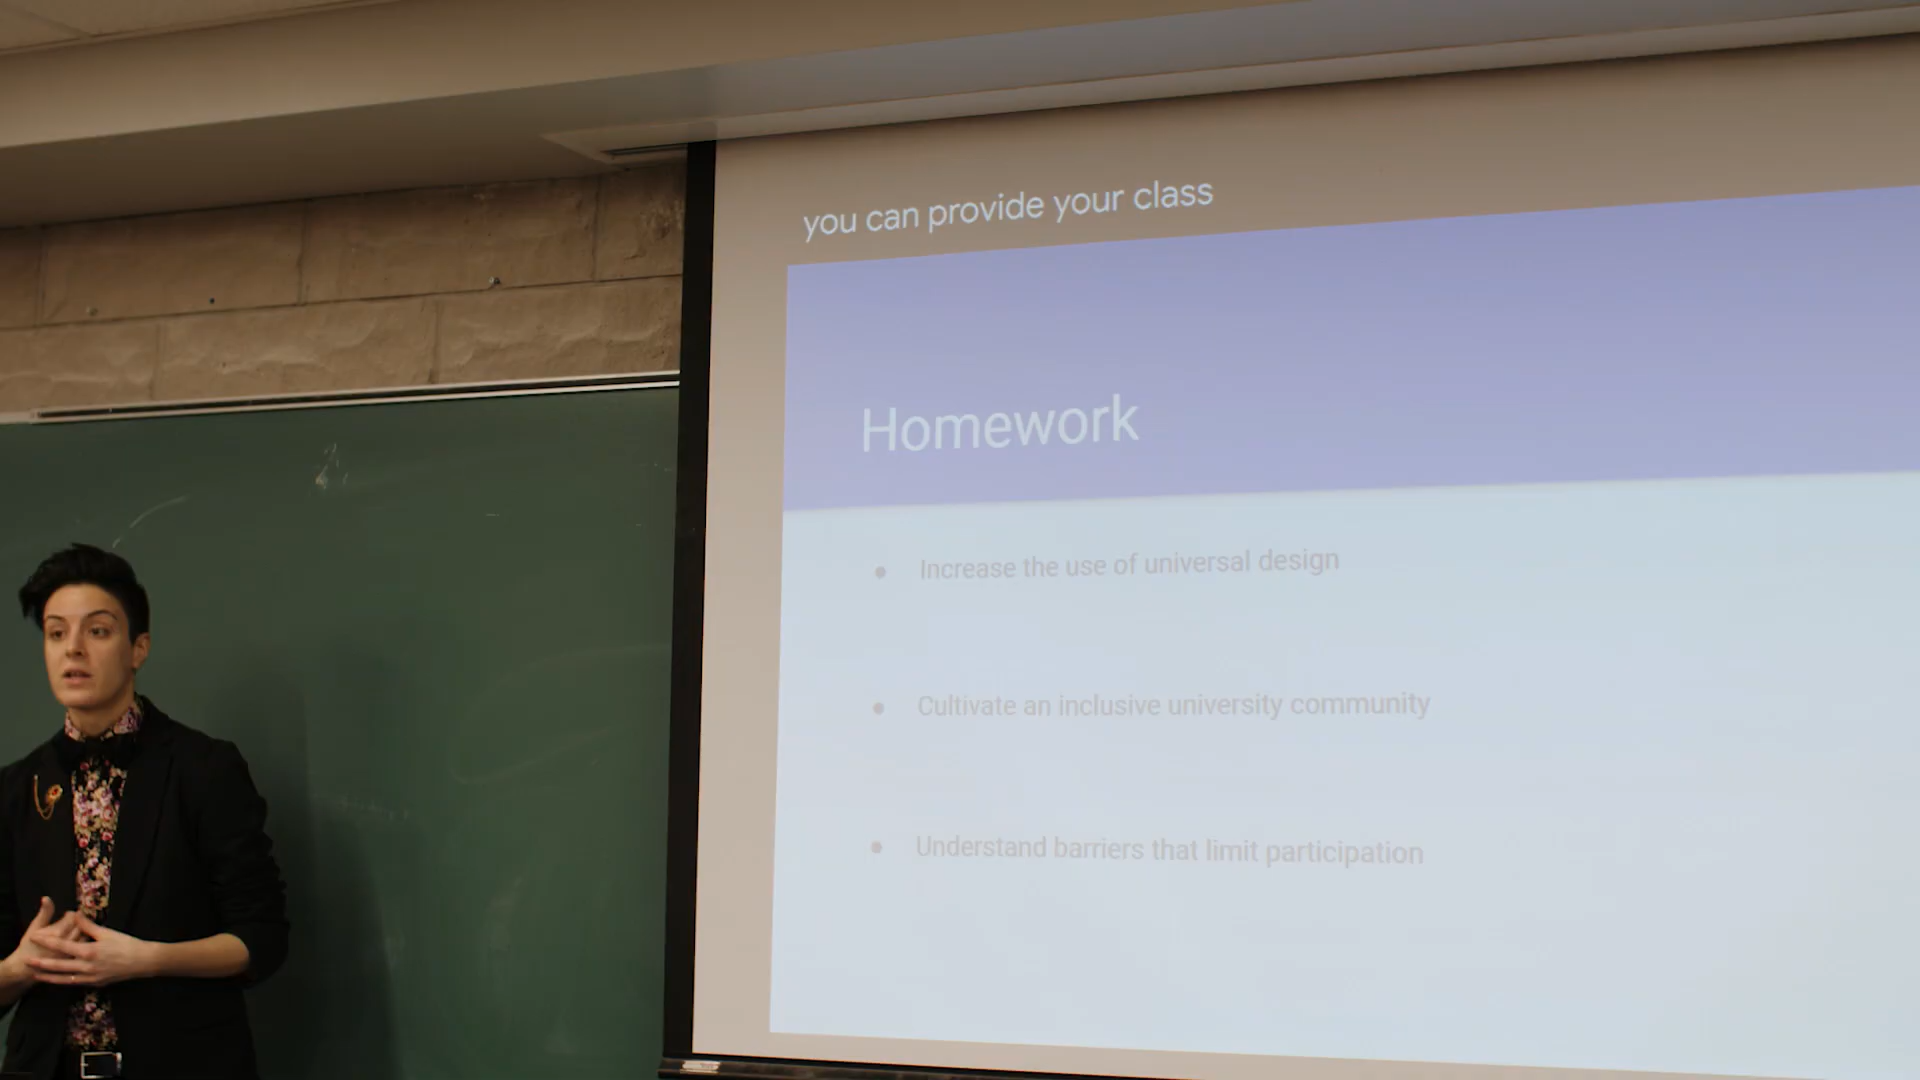 you can provide your class
Homework
• Increase the use of universal design
• Cultivate an inclusive university community
• Understand barriers that limit participation